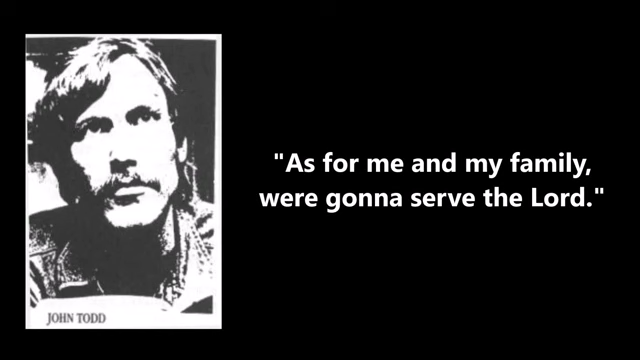 "As for me and my family,
were gonna serve the Lord."
JOHN TODD